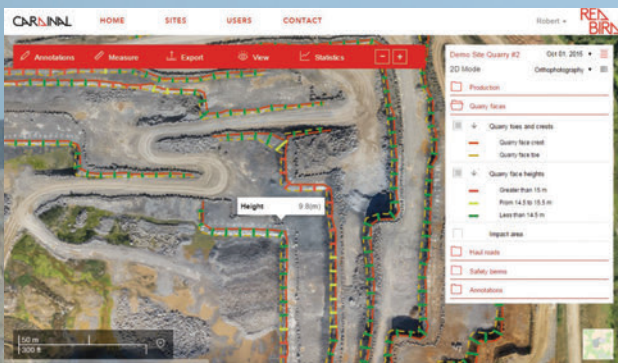 CARDINAL
HOME
SITES
USERS
CONTACT
Robert
RED
BIRD
Annotations
Measure
Export
View
Statistics
Demo Site Quarry #2
Oct 01, 2015
2D Mode
Orthophotography
Production
Quarry faces
Quarry toes and crests
Quarry face crest
Quarry face toe
Quarry face heights
Greater than 15 m
From 14.5 to 15.5 m
Less than 14.5 m
Impact area
Haul roads
Safety berms
Annotations
Height 9.8(m)
50 m
300 ft